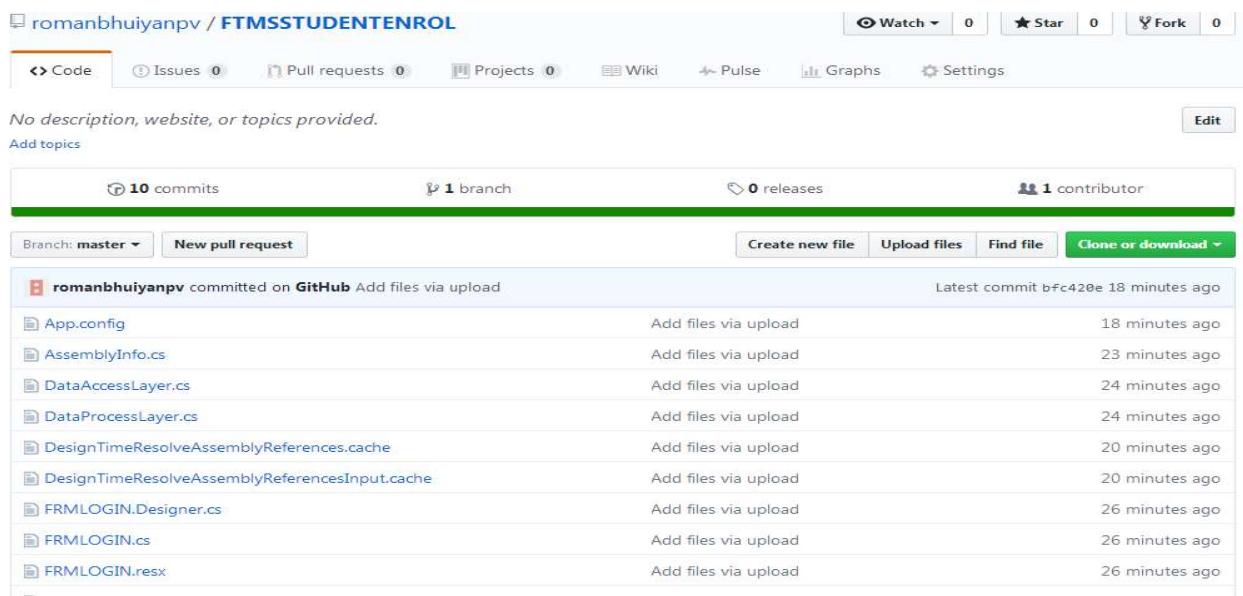 romanbhuiyanpv / FTMSSTUDENTENROL Watch 0 Star 0 Fork 0
Code Issues 0 Pull requests 0 Projects 0 Wiki Pulse Graphs Settings
No description, website, or topics provided. Edit
Add topics
10 commits 1 branch 0 releases 1 contributor
Branch: master New pull request Create new file Upload files Find file Clone or download
romanbhuiyanpv committed on GitHub Add files via upload Latest commit bfc420e 18 minutes ago
App.config Add files via upload 18 minutes ago
AssemblyInfo.cs Add files via upload 23 minutes ago
DataAccessLayer.cs Add files via upload 24 minutes ago
DataProcessLayer.cs Add files via upload 24 minutes ago
DesignTimeResolveAssemblyReferences.cache Add files via upload 20 minutes ago
DesignTimeResolveAssemblyReferencesInput.cache Add files via upload 20 minutes ago
FRMLOGIN.Designer.cs Add files via upload 26 minutes ago
FRMLOGIN.cs Add files via upload 26 minutes ago
FRMLOGIN.resx Add files via upload 26 minutes ago